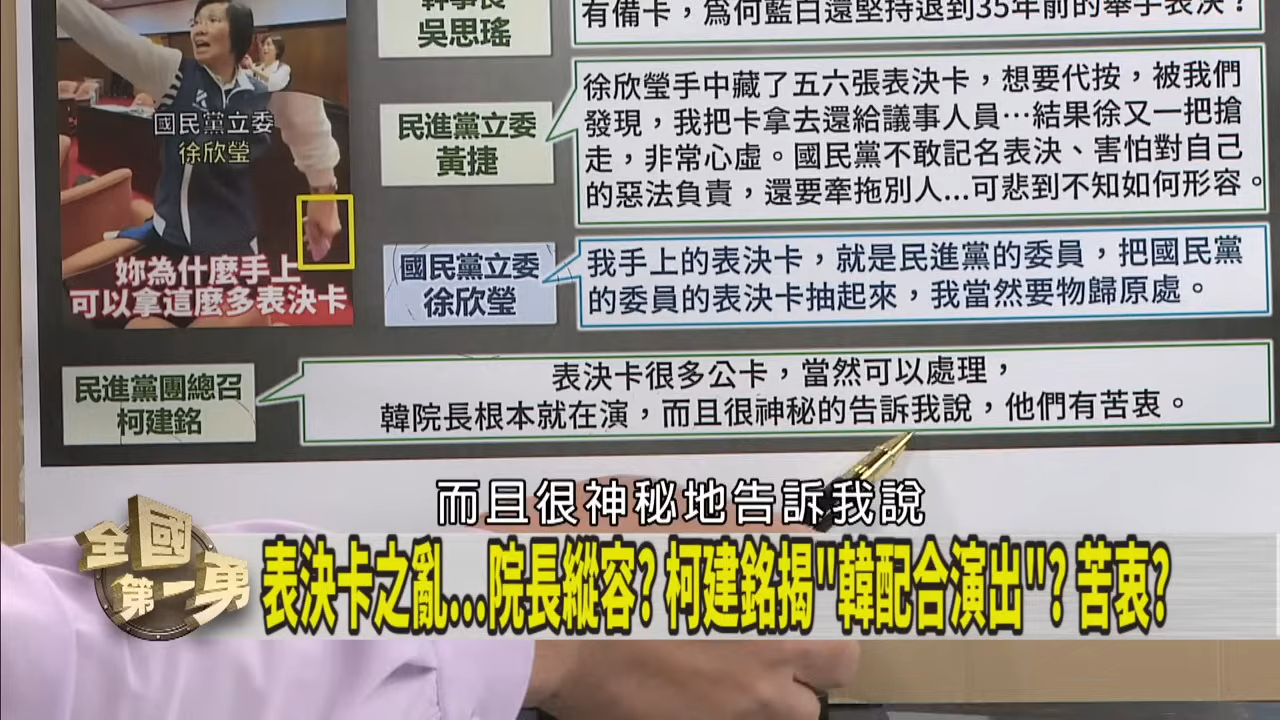 幹事長
吳思瑤
有備卡，為何藍白還堅持退到35年前的舉手表決？
國民黨立委
徐欣瑩
妳為什麼手上
可以拿這麼多表決卡
民進黨立委
黃捷
徐欣瑩手中藏了五六張表決卡，想要代按，被我們
發現，我把卡拿去還給議事人員…結果徐又一把搶
走，非常心虛。國民黨不敢記名表決、害怕對自己
的惡法負責，還要牽拖別人...可悲到不知如何形容。
國民黨立委
徐欣瑩
我手上的表決卡，就是民進黨的委員，把國民黨
的委員的表決卡抽起來，我當然要物歸原處。
民進黨團總召
柯建銘
表決卡很多公卡，當然可以處理，
韓院長根本就在演，而且很神秘的告訴我說，他們有苦衷。
而且很神秘地告訴我說
全國第一勇
表決卡之亂...院長縱容?柯建銘揭"韓配合演出"?苦衷?